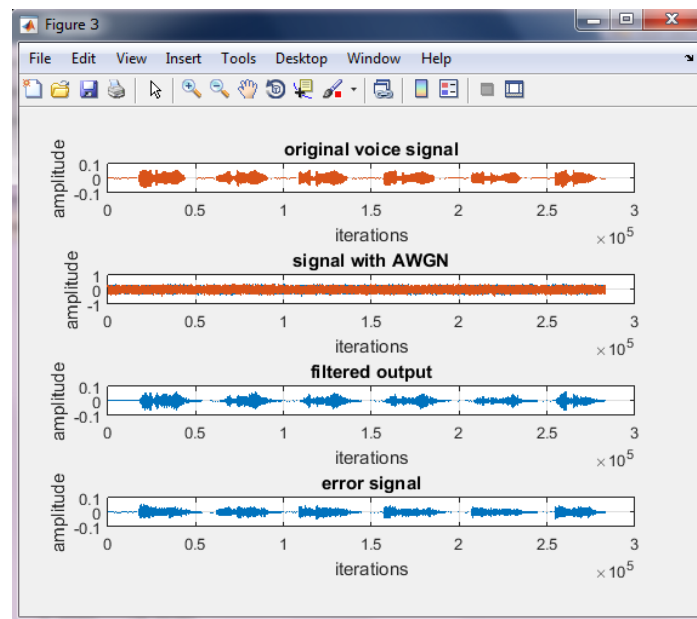 Figure 3
File Edit View Insert Tools Desktop Window Help
original voice signal
amplitude
0.1
0
-0.1
0 0.5 1 1.5 2 2.5 3
iterations
×10^5
signal with AWGN
amplitude
1
0
-1
0 0.5 1 1.5 2 2.5 3
iterations
×10^5
filtered output
amplitude
0.1
0
-0.1
0 0.5 1 1.5 2 2.5 3
iterations
×10^5
error signal
amplitude
0.1
0
-0.1
0 0.5 1 1.5 2 2.5 3
iterations
×10^5